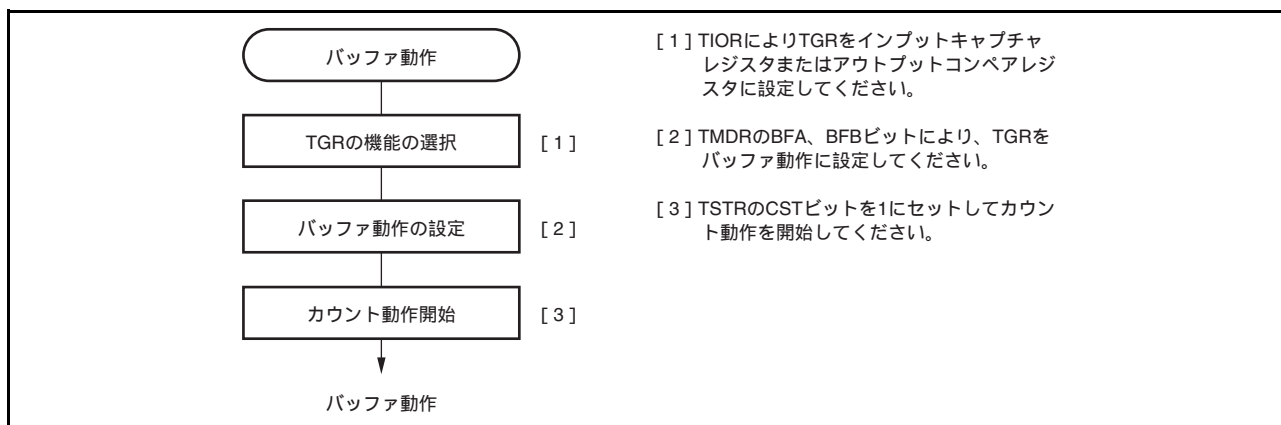 バッファ動作
TGRの機能の選択 [1]
バッファ動作の設定 [2]
カウント動作開始 [3]
バッファ動作
[1] TIORによりTGRをインプットキャプチャ
レジスタまたはアウトプットコンペアレジ
スタに設定してください。
[2] TMDRのBFA、BFBビットにより、TGRを
バッファ動作に設定してください。
[3] TSTRのCSTビットを1にセットしてカウン
ト動作を開始してください。